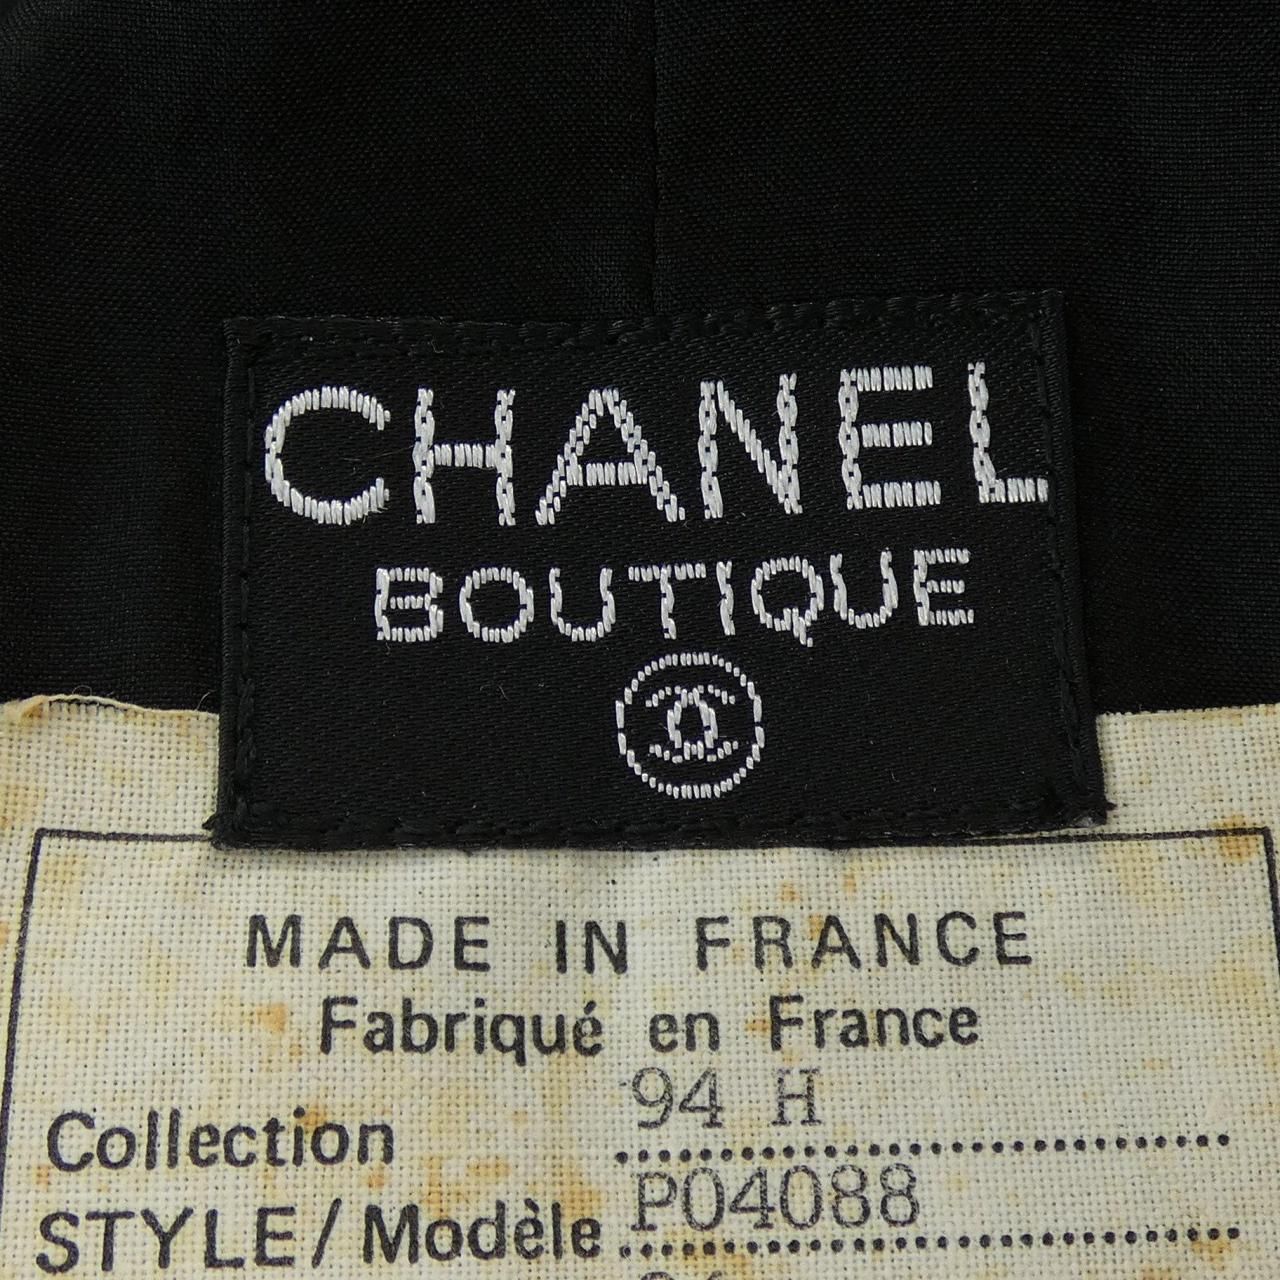 CHANEL
BOUTIQUE
MADE IN FRANCE
Fabriqué en France
94 H
Collection
P04088
STYLE/Modèle